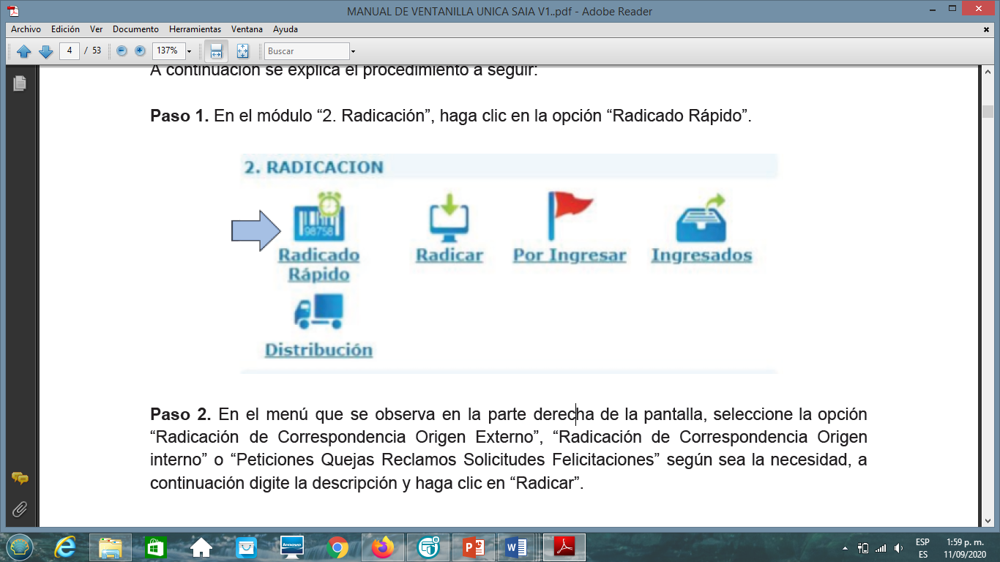 MANUAL DE VENTANILLA UNICA SAIA V1..pdf - Adobe Reader
Archivo Edición Ver Documento Herramientas Ventana Ayuda
4 / 53 137% Buscar
A continuación se explica el procedimiento a seguir:
Paso 1. En el módulo “2. Radicación”, haga clic en la opción “Radicado Rápido”.
2. RADICACION
98758
Radicado Rápido
Radicar
Por Ingresar
Ingresados
Distribución
Paso 2. En el menú que se observa en la parte derecha de la pantalla, seleccione la opción
“Radicación de Correspondencia Origen Externo”, “Radicación de Correspondencia Origen
interno” o “Peticiones Quejas Reclamos Solicitudes Felicitaciones” según sea la necesidad, a
continuación digite la descripción y haga clic en “Radicar”.
lenovo
ESP 1:59 p. m.
ES 11/09/2020